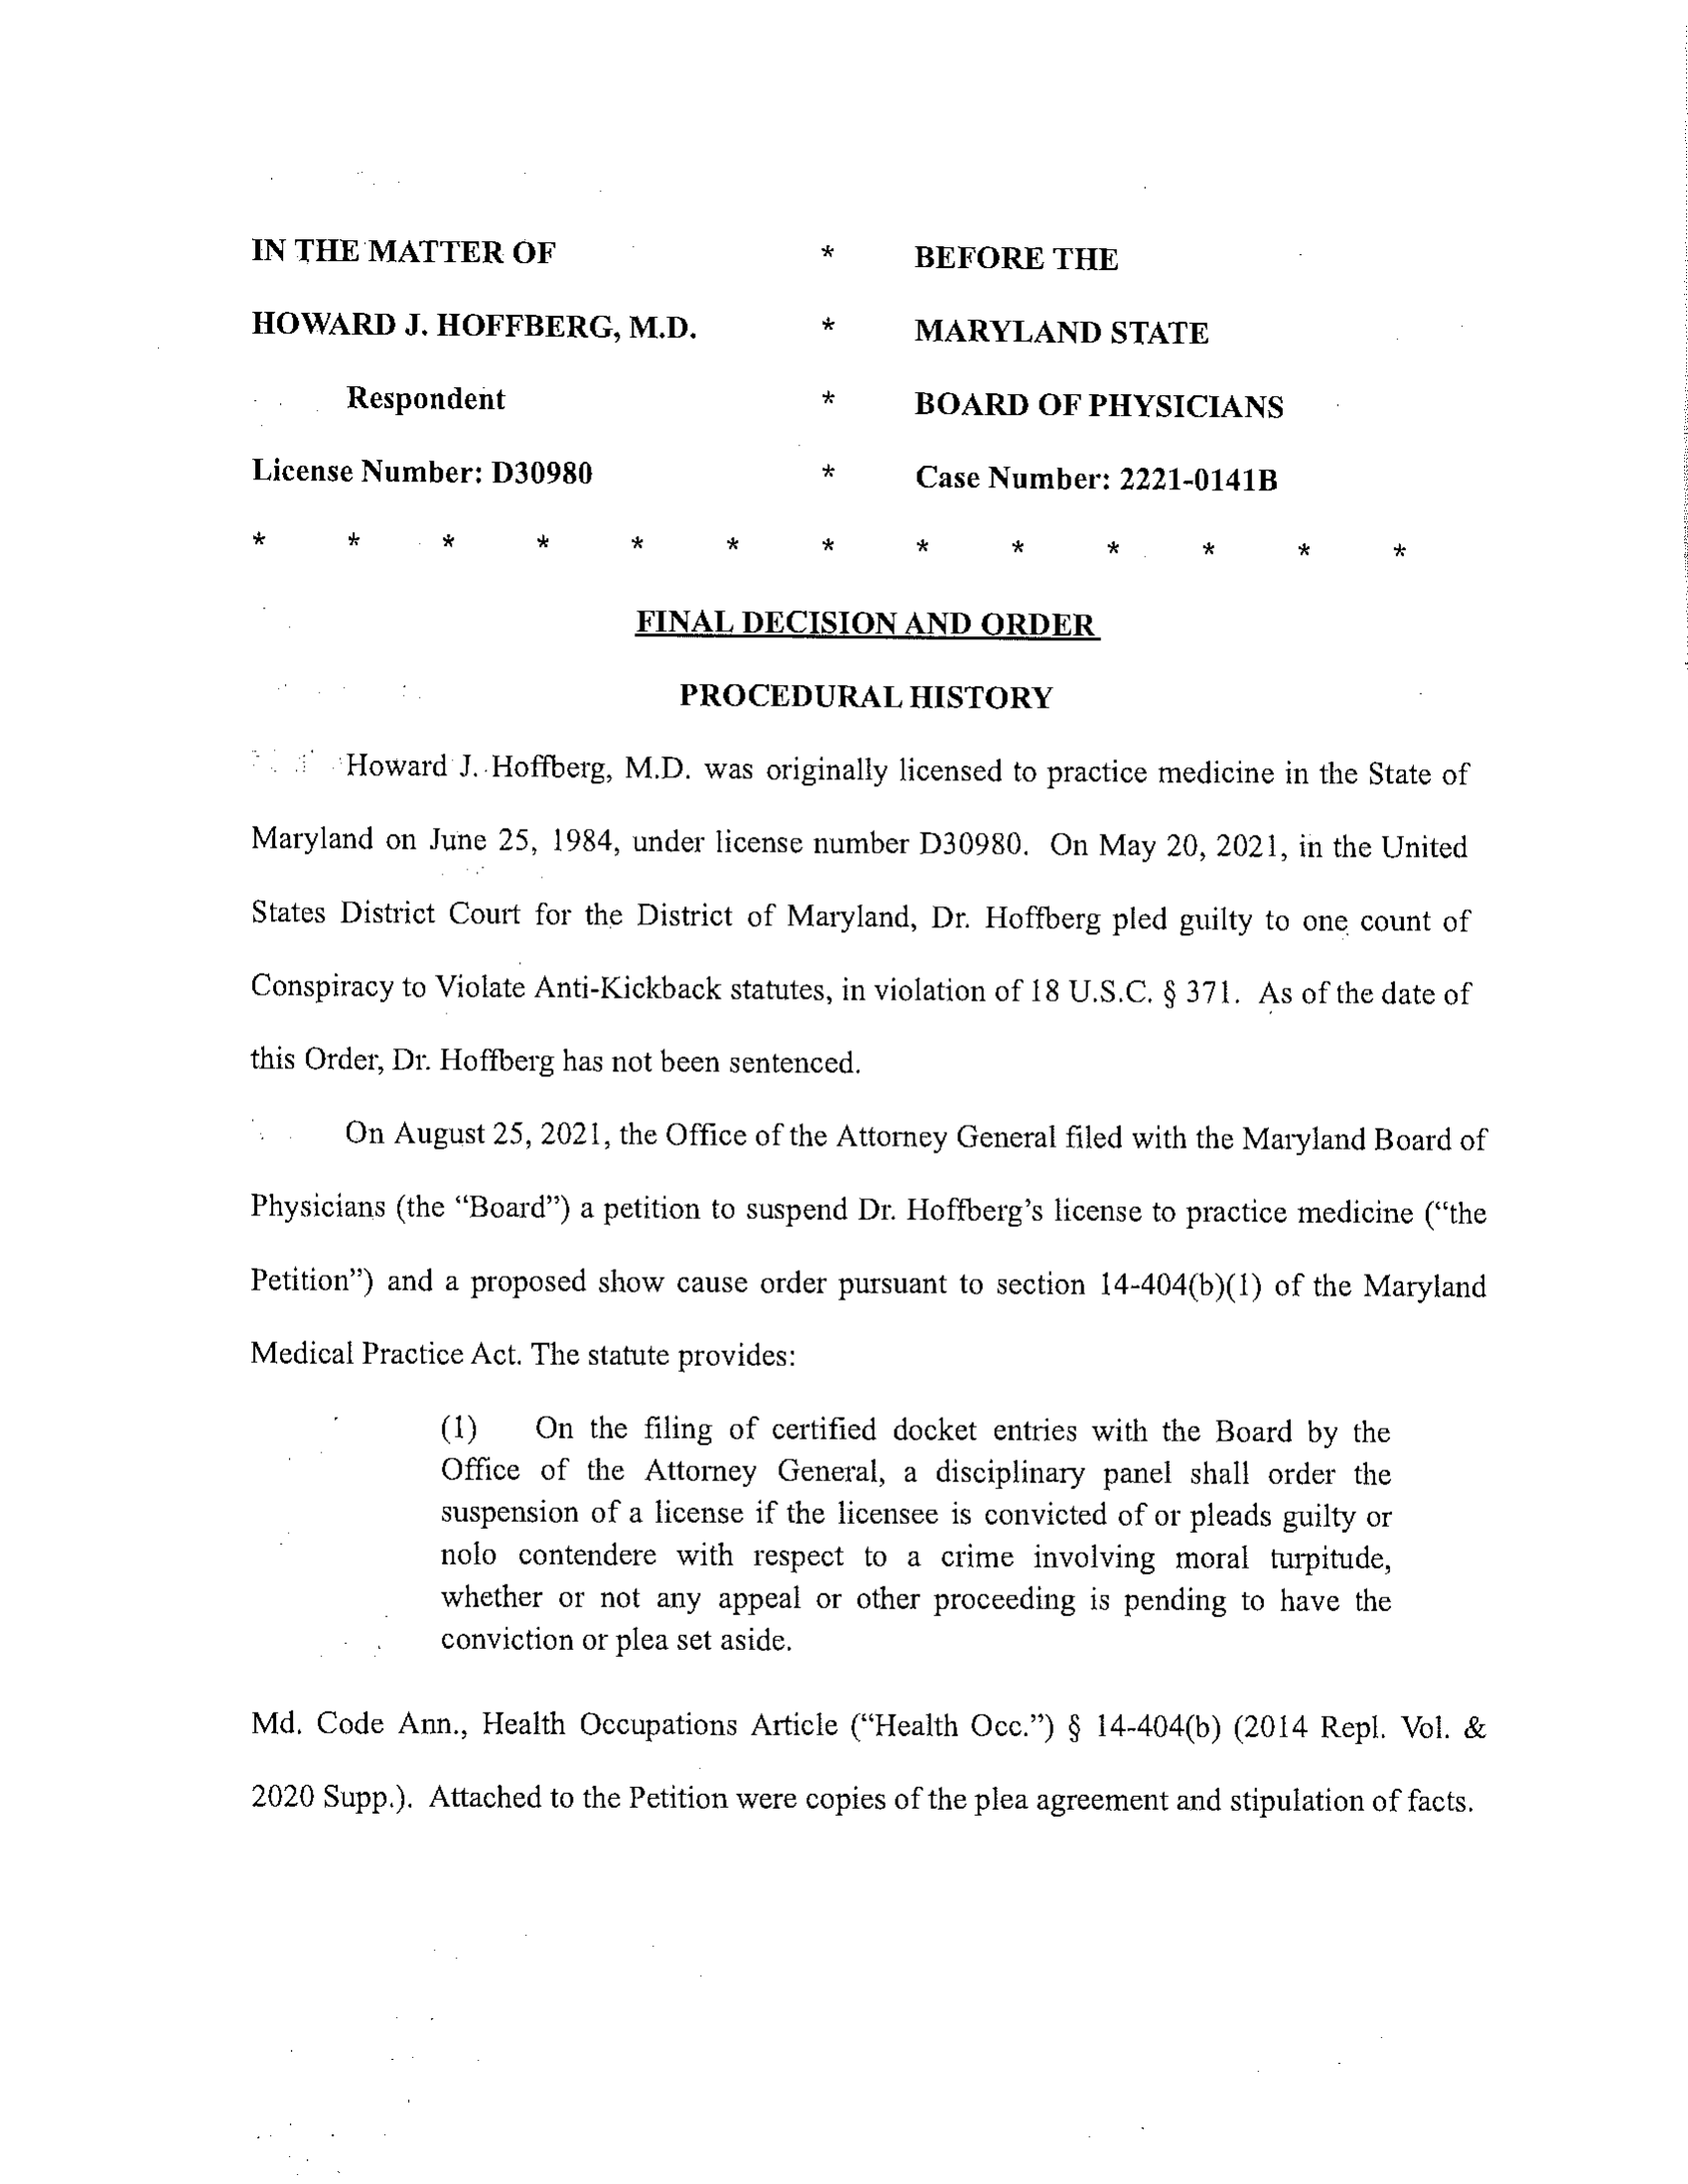 IN THE MATTER OF * BEFORE THE
HOWARD J. HOFFBERG, M.D. * MARYLAND STATE
Respondent * BOARD OF PHYSICIANS
License Number: D30980 * Case Number: 2221-0141B
* * * * * * * * * * * * *
FINAL DECISION AND ORDER
PROCEDURAL HISTORY
Howard J. Hoffberg, M.D. was originally licensed to practice medicine in the State of
Maryland on June 25, 1984, under license number D30980. On May 20, 2021, in the United
States District Court for the District of Maryland, Dr. Hoffberg pled guilty to one count of
Conspiracy to Violate Anti-Kickback statutes, in violation of 18 U.S.C. § 371. As of the date of
this Order, Dr. Hoffberg has not been sentenced.
On August 25, 2021, the Office of the Attorney General filed with the Maryland Board of
Physicians (the “Board”) a petition to suspend Dr. Hoffberg’s license to practice medicine (“the
Petition”) and a proposed show cause order pursuant to section 14-404(b)(1) of the Maryland
Medical Practice Act. The statute provides:
(1) On the filing of certified docket entries with the Board by the
Office of the Attorney General, a disciplinary panel shall order the
suspension of a license if the licensee is convicted of or pleads guilty or
nolo contendere with respect to a crime involving moral turpitude,
whether or not any appeal or other proceeding is pending to have the
conviction or plea set aside.
Md. Code Ann., Health Occupations Article (“Health Occ.”) § 14-404(b) (2014 Repl. Vol. &
2020 Supp.). Attached to the Petition were copies of the plea agreement and stipulation of facts.